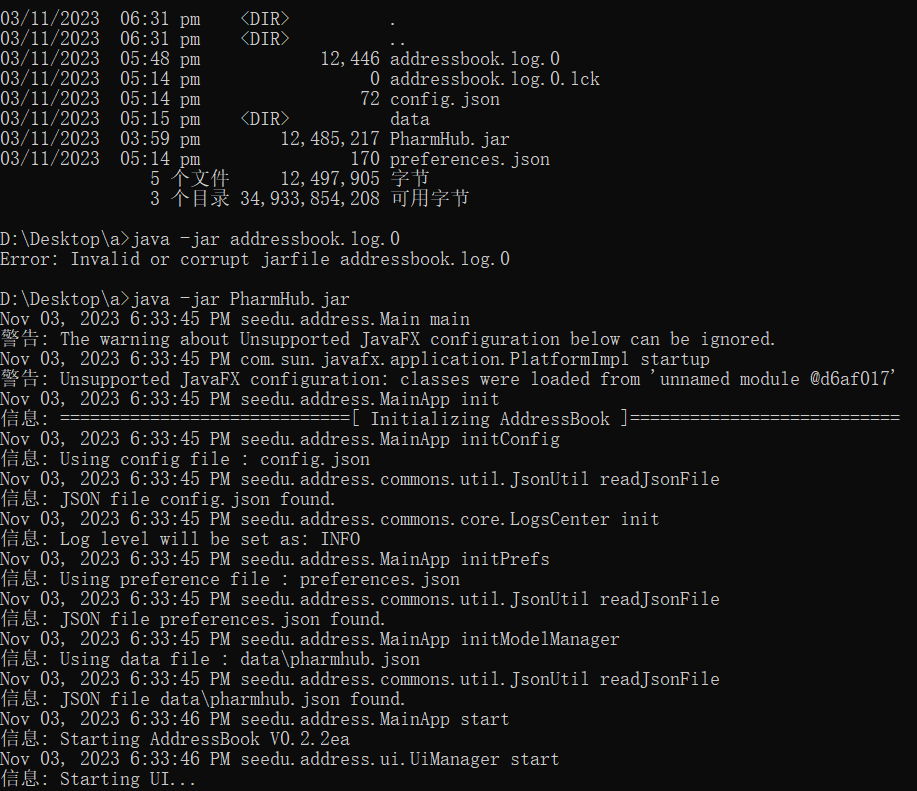 03/11/2023  06:31 pm    <DIR>          .
03/11/2023  06:31 pm    <DIR>          ..
03/11/2023  05:48 pm            12,446 addressbook.log.0
03/11/2023  05:14 pm                 0 addressbook.log.0.lck
03/11/2023  05:14 pm                72 config.json
03/11/2023  05:15 pm    <DIR>          data
03/11/2023  03:59 pm        12,485,217 PharmHub.jar
03/11/2023  05:14 pm               170 preferences.json
5 个文件     12,497,905 字节
3 个目录 34,933,854,208 可用字节
D:\Desktop\a>java -jar addressbook.log.0
Error: Invalid or corrupt jarfile addressbook.log.0
D:\Desktop\a>java -jar PharmHub.jar
Nov 03, 2023 6:33:45 PM seedu.address.Main main
警告: The warning about Unsupported JavaFX configuration below can be ignored.
Nov 03, 2023 6:33:45 PM com.sun.javafx.application.PlatformImpl startup
警告: Unsupported JavaFX configuration: classes were loaded from 'unnamed module @d6af017'
Nov 03, 2023 6:33:45 PM seedu.address.MainApp init
信息: =============================[ Initializing AddressBook ]===========================
Nov 03, 2023 6:33:45 PM seedu.address.MainApp initConfig
信息: Using config file : config.json
Nov 03, 2023 6:33:45 PM seedu.address.commons.util.JsonUtil readJsonFile
信息: JSON file config.json found.
Nov 03, 2023 6:33:45 PM seedu.address.commons.core.LogsCenter init
信息: Log level will be set as: INFO
Nov 03, 2023 6:33:45 PM seedu.address.MainApp initPrefs
信息: Using preference file : preferences.json
Nov 03, 2023 6:33:45 PM seedu.address.commons.util.JsonUtil readJsonFile
信息: JSON file preferences.json found.
Nov 03, 2023 6:33:45 PM seedu.address.MainApp initModelManager
信息: Using data file : data\pharmhub.json
Nov 03, 2023 6:33:45 PM seedu.address.commons.util.JsonUtil readJsonFile
信息: JSON file data\pharmhub.json found.
Nov 03, 2023 6:33:46 PM seedu.address.MainApp start
信息: Starting AddressBook V0.2.2ea
Nov 03, 2023 6:33:46 PM seedu.address.ui.UiManager start
信息: Starting UI...